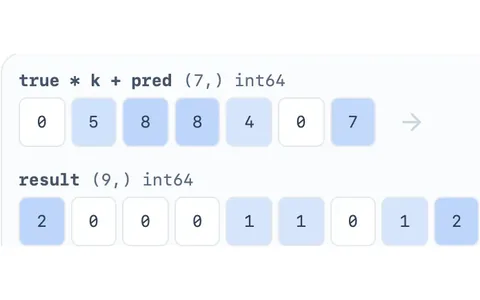 true * k + pred (7,) int64
0 5 8 8 4 0 7 →
result (9,) int64
2 0 0 0 1 1 0 1 2